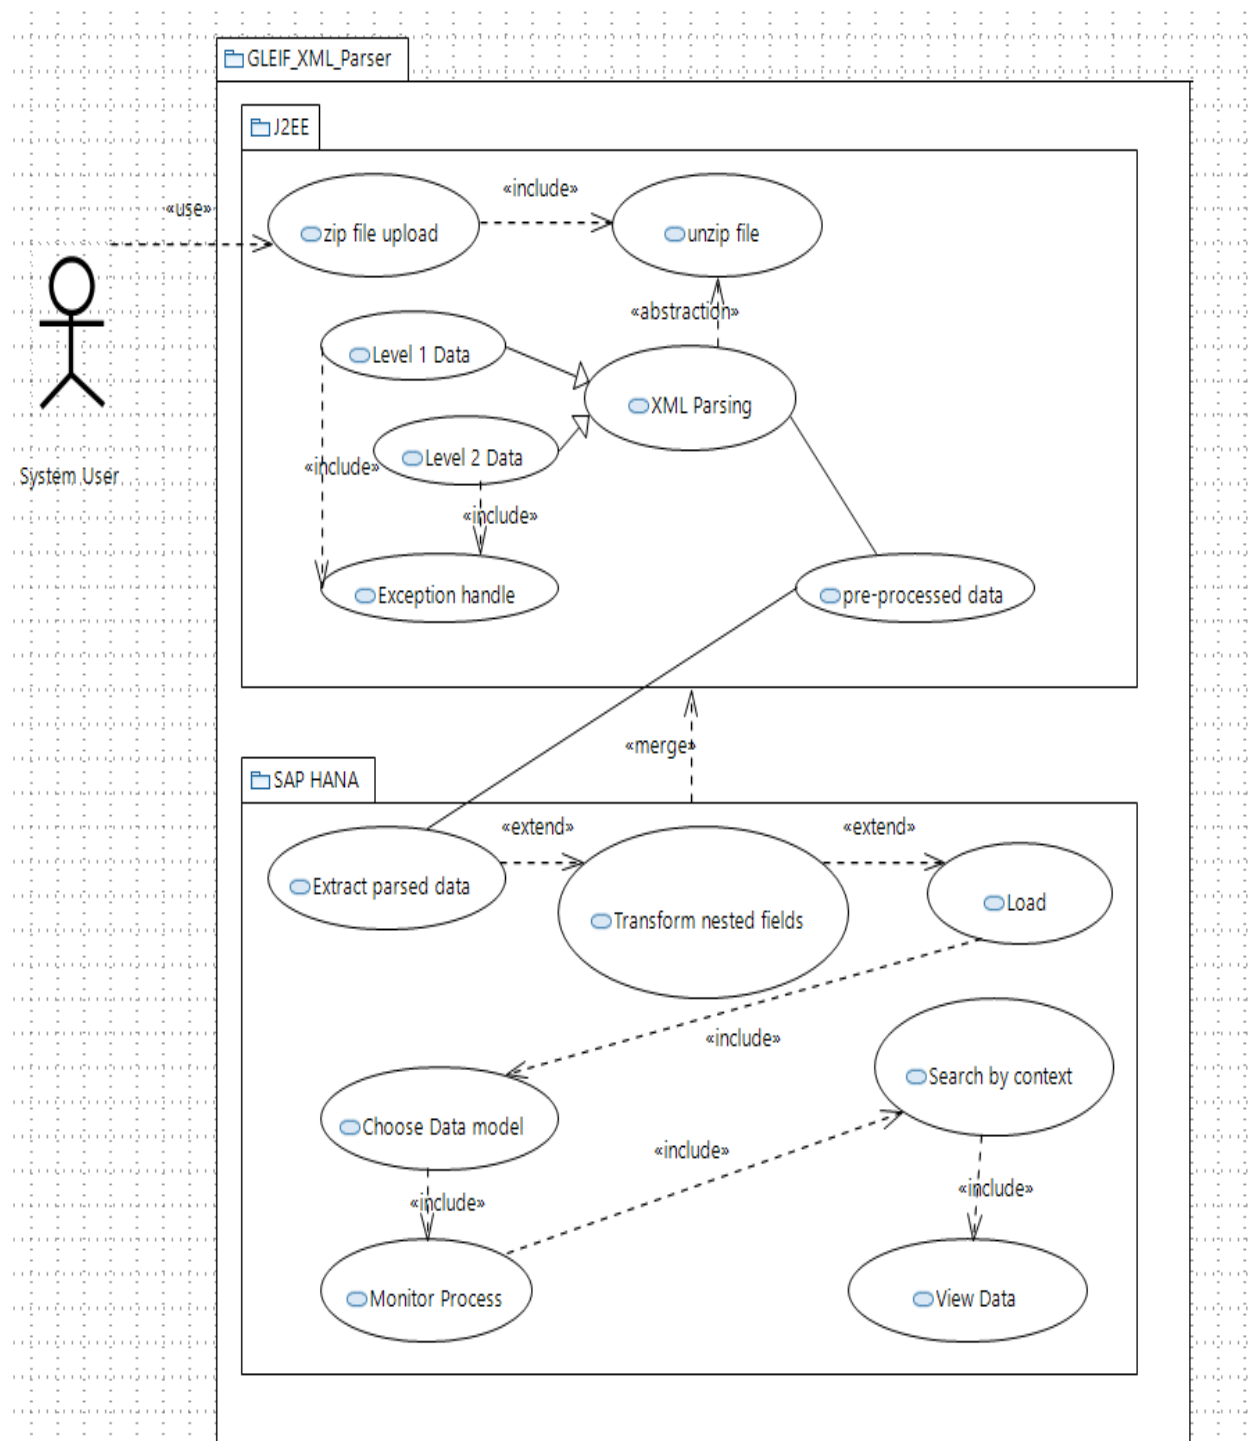 GLEIF_XML_Parser
J2EE
«use»
zip file upload
«include»
unzip file
«abstraction»
Level 1 Data
XML Parsing
Level 2 Data
«include»
System User
«include»
Exception handle
pre-processed data
«merge»
SAP HANA
Extract parsed data
«extend»
Transform nested fields
«extend»
Load
«include»
Search by context
Choose Data model
«include»
«include»
«include»
Monitor Process
View Data